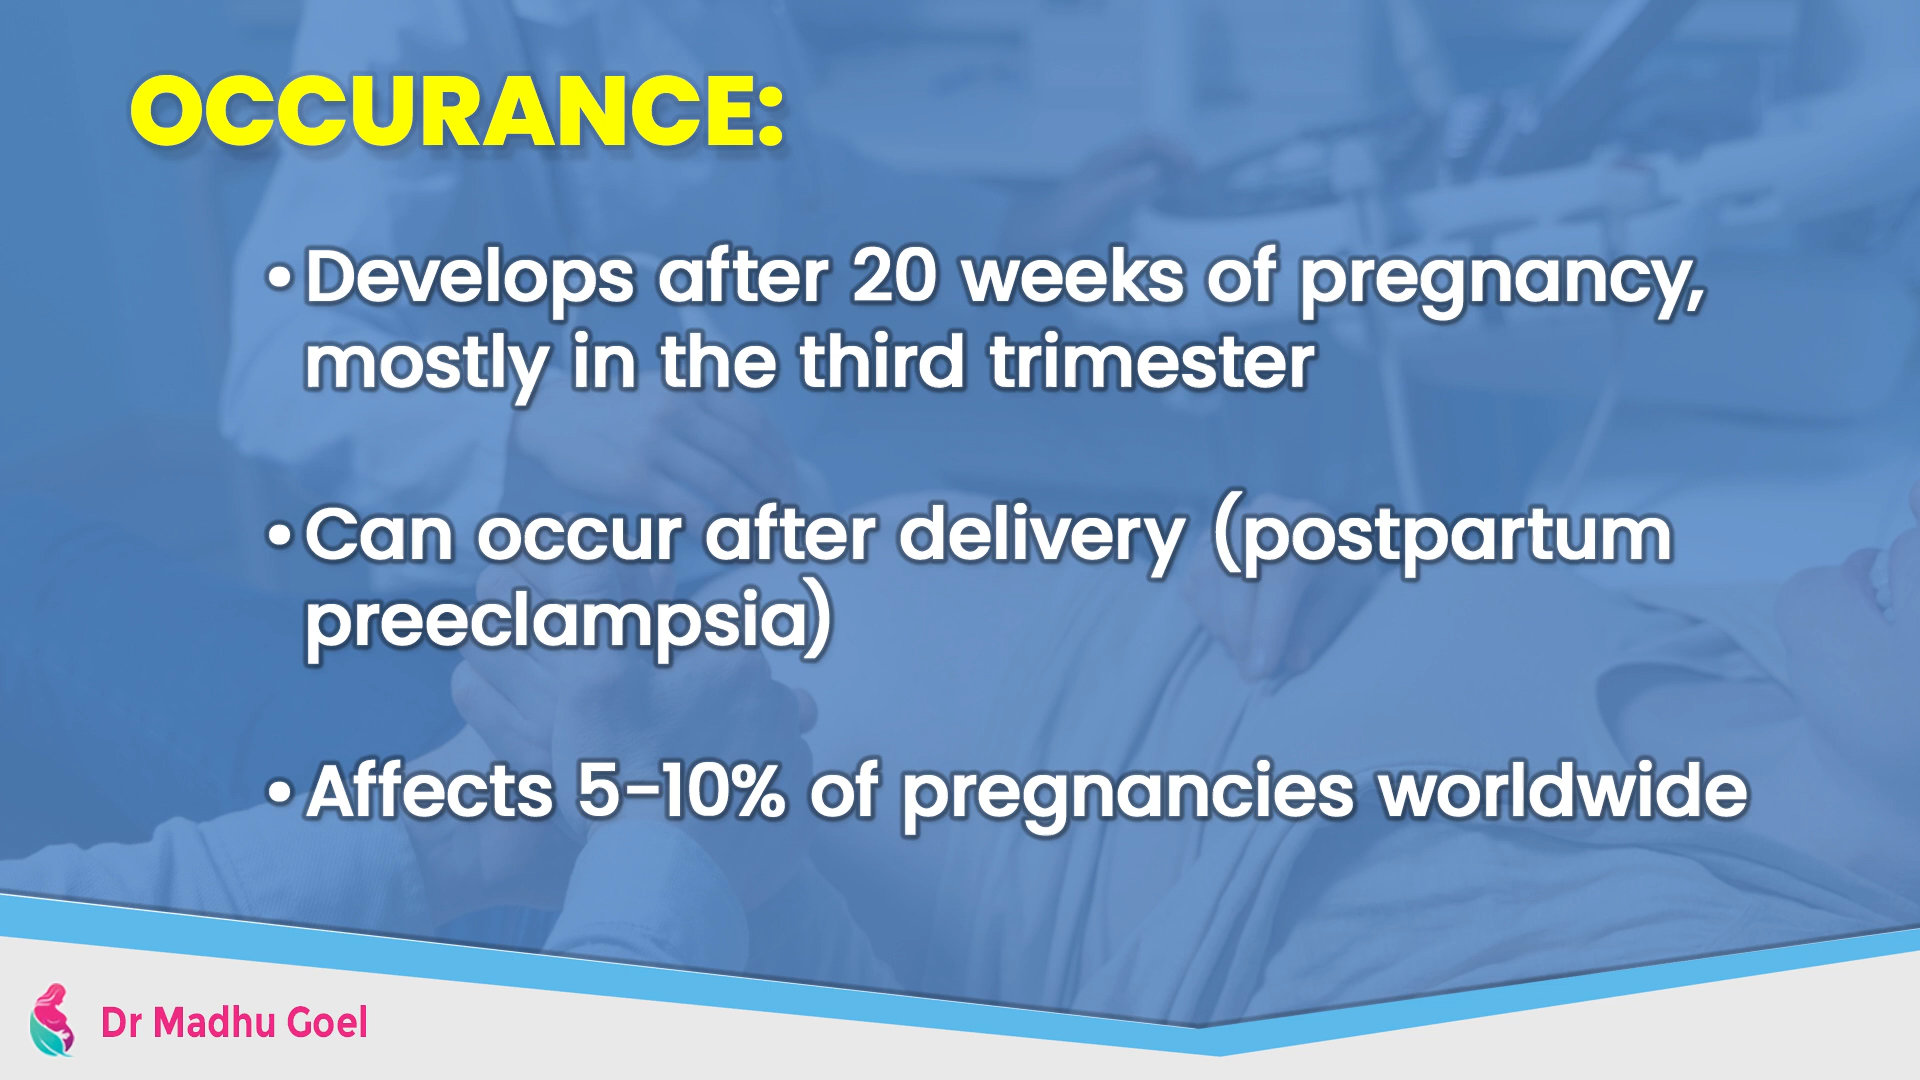 OCCURANCE:
•Develops after 20 weeks of pregnancy,
mostly in the third trimester
•Can occur after delivery (postpartum
preeclampsia)
•Affects 5-10% of pregnancies worldwide
Dr Madhu Goel